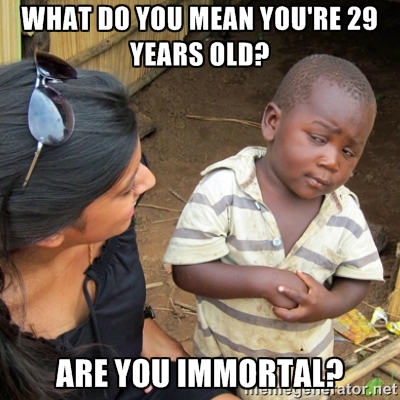 WHAT DO YOU MEAN YOU'RE 29
YEARS OLD?
ARE YOU IMMORTAL?
memegenerator.net